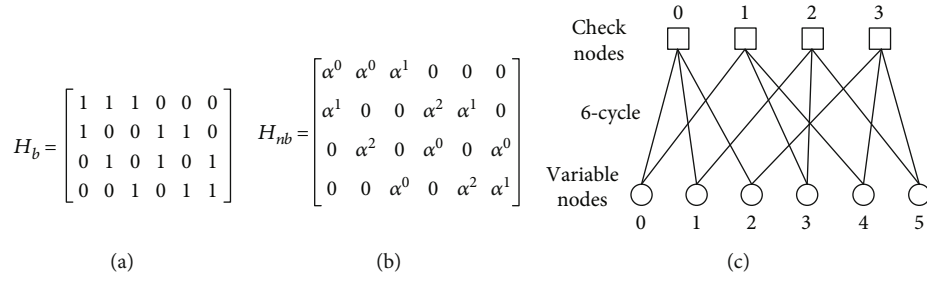 H_b = [1 1 1 0 0 0
1 0 0 1 1 0
0 1 0 1 0 1
0 0 1 0 1 1]
(a)
H_nb = [α^0 α^0 α^1 0 0 0
α^1 0 0 α^2 α^1 0
0 α^2 0 α^0 0 α^0
0 0 α^0 0 α^2 α^1]
(b)
0 1 2 3
Check
nodes
6-cycle
Variable
nodes
0 1 2 3 4 5
(c)